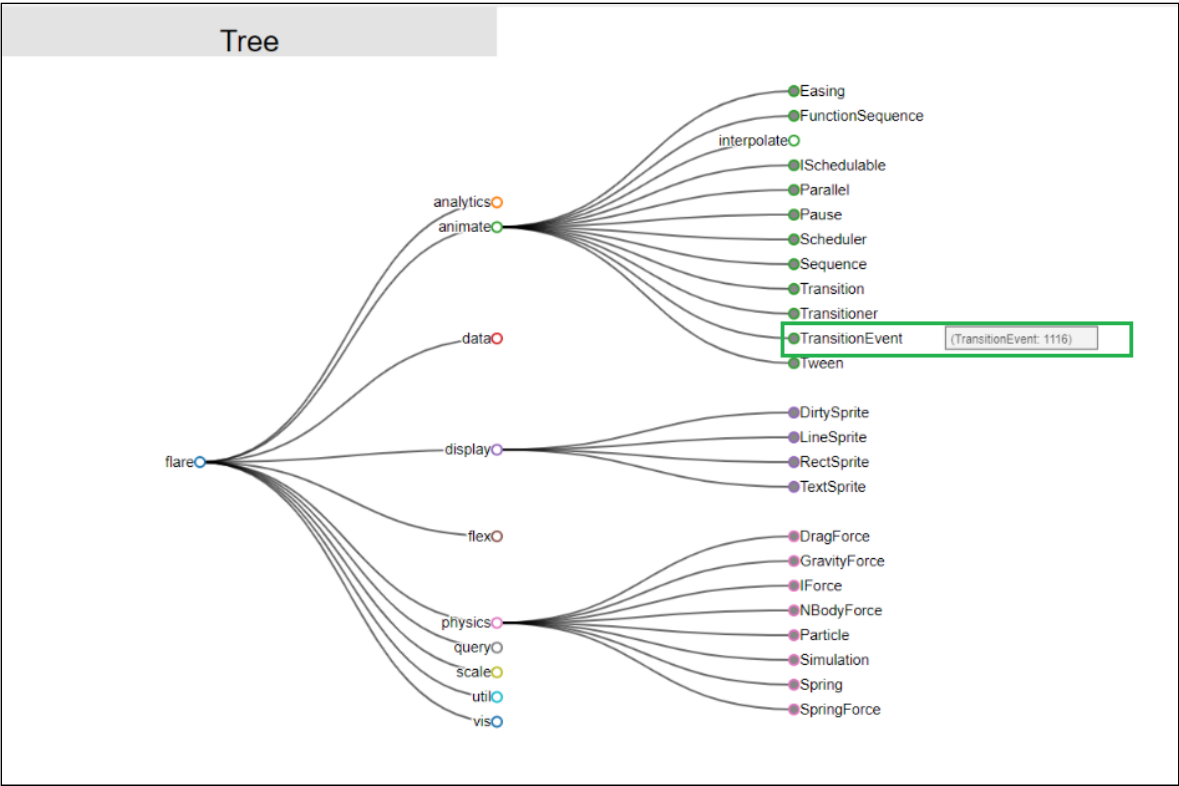 Tree
Easing
FunctionSequence
interpolate
ISchedulable
Parallel
analytics
Pause
animate
Scheduler
Sequence
Transition
Transitioner
data
TransitionEvent (TransitionEvent: 1116)
Tween
DirtySprite
LineSprite
display
flare
RectSprite
TextSprite
flex
DragForce
GravityForce
IForce
NBodyForce
physics
Particle
query
Simulation
scale
Spring
util
SpringForce
vis